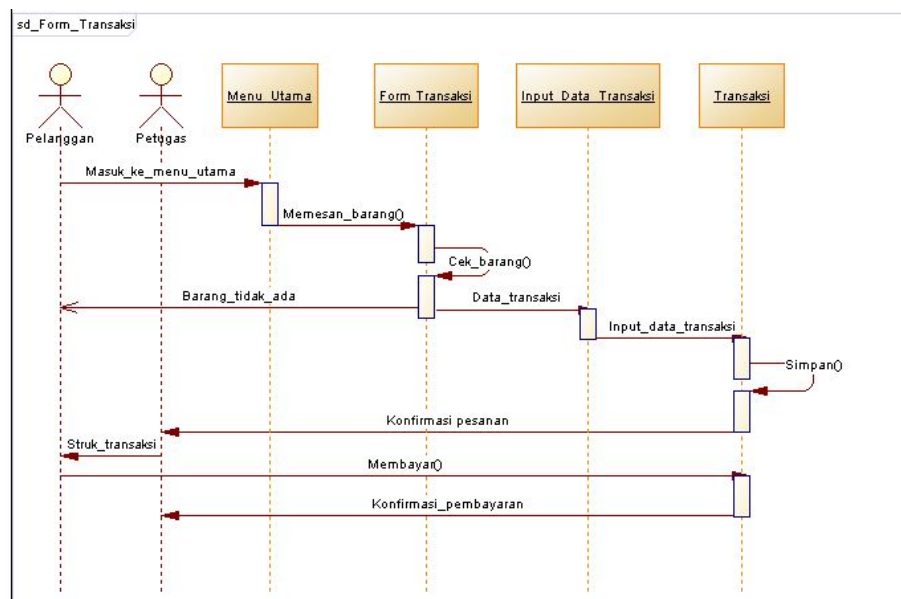 sd_Form_Transaksi
Menu_Utama
Form Transaksi
Input_Data_Transaksi
Transaksi
Pelanggan
Petugas
Masuk_ke_menu_utama
Memesan_barang()
Cek_barang()
Barang_tidak_ada
Data_transaksi
Input_data_transaksi
Simpan()
Konfirmasi pesanan
Struk_transaksi
Membayar()
Konfirmasi_pembayaran